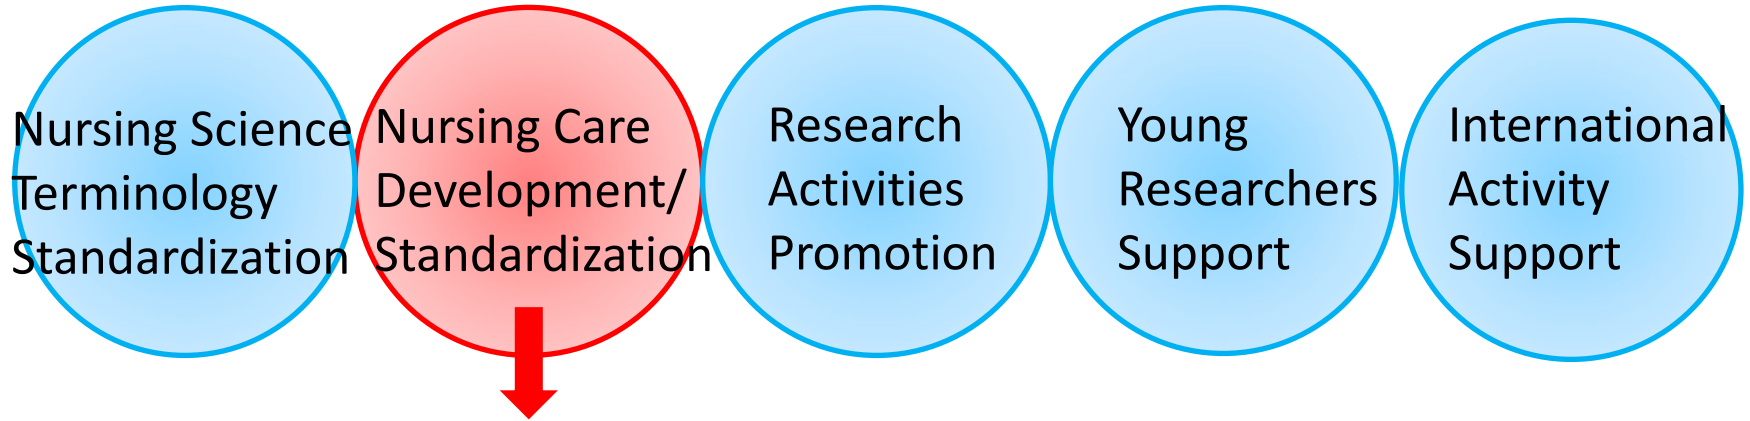 Nursing Science
Terminology
Standardization
Nursing Care
Development/
Standardization
Research
Activities
Promotion
Young
Researchers
Support
International
Activity
Support